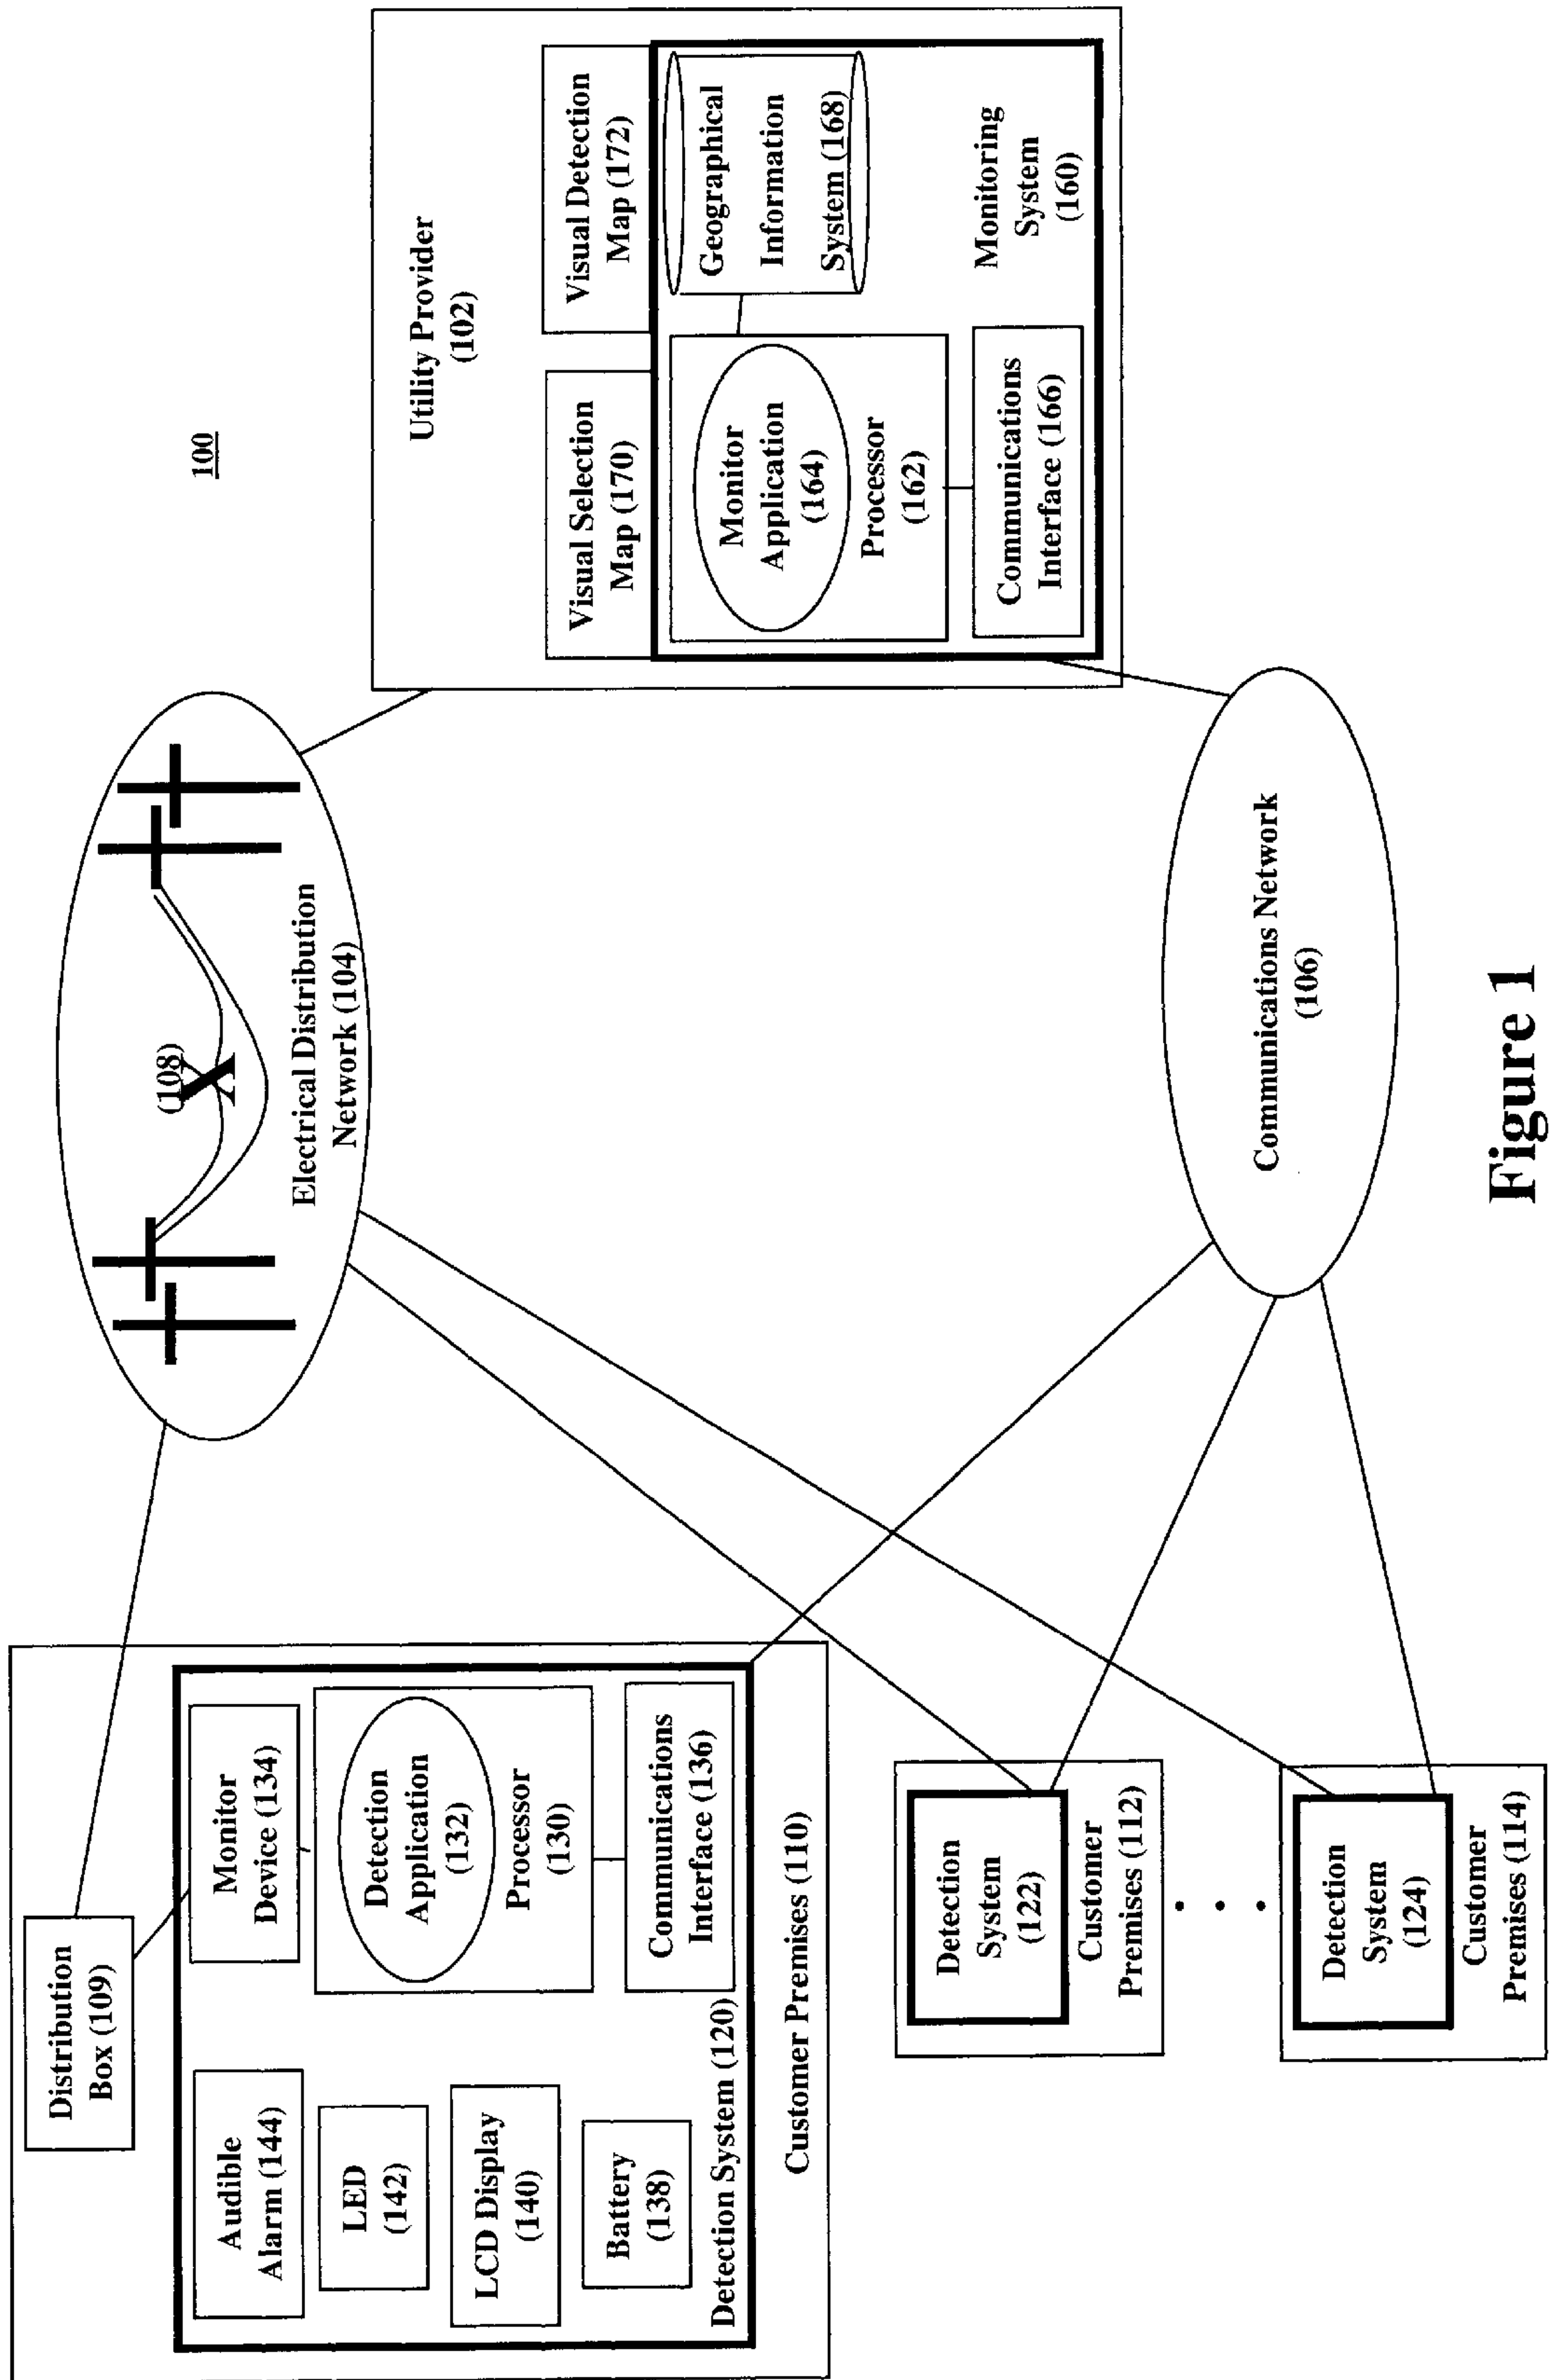 100
Distribution
Box (109)
Audible
Alarm (144)
LED
(142)
LCD Display
(140)
Battery
(138)
Monitor
Device (134)
Detection
Application
(132)
Processor
(130)
Communications
Interface (136)
Detection System (120)
Customer Premises (110)
Detection
System
(122)
Customer
Premises (112)
Detection
System
(124)
Customer
Premises (114)
(108)
X
Electrical Distribution
Network (104)
Communications Network
(106)
Utility Provider
(102)
Visual Selection
Map (170)
Visual Detection
Map (172)
Monitor
Application
(164)
Processor
(162)
Communications
Interface (166)
Geographical
Information
System (168)
Monitoring
System
(160)
Figure 1